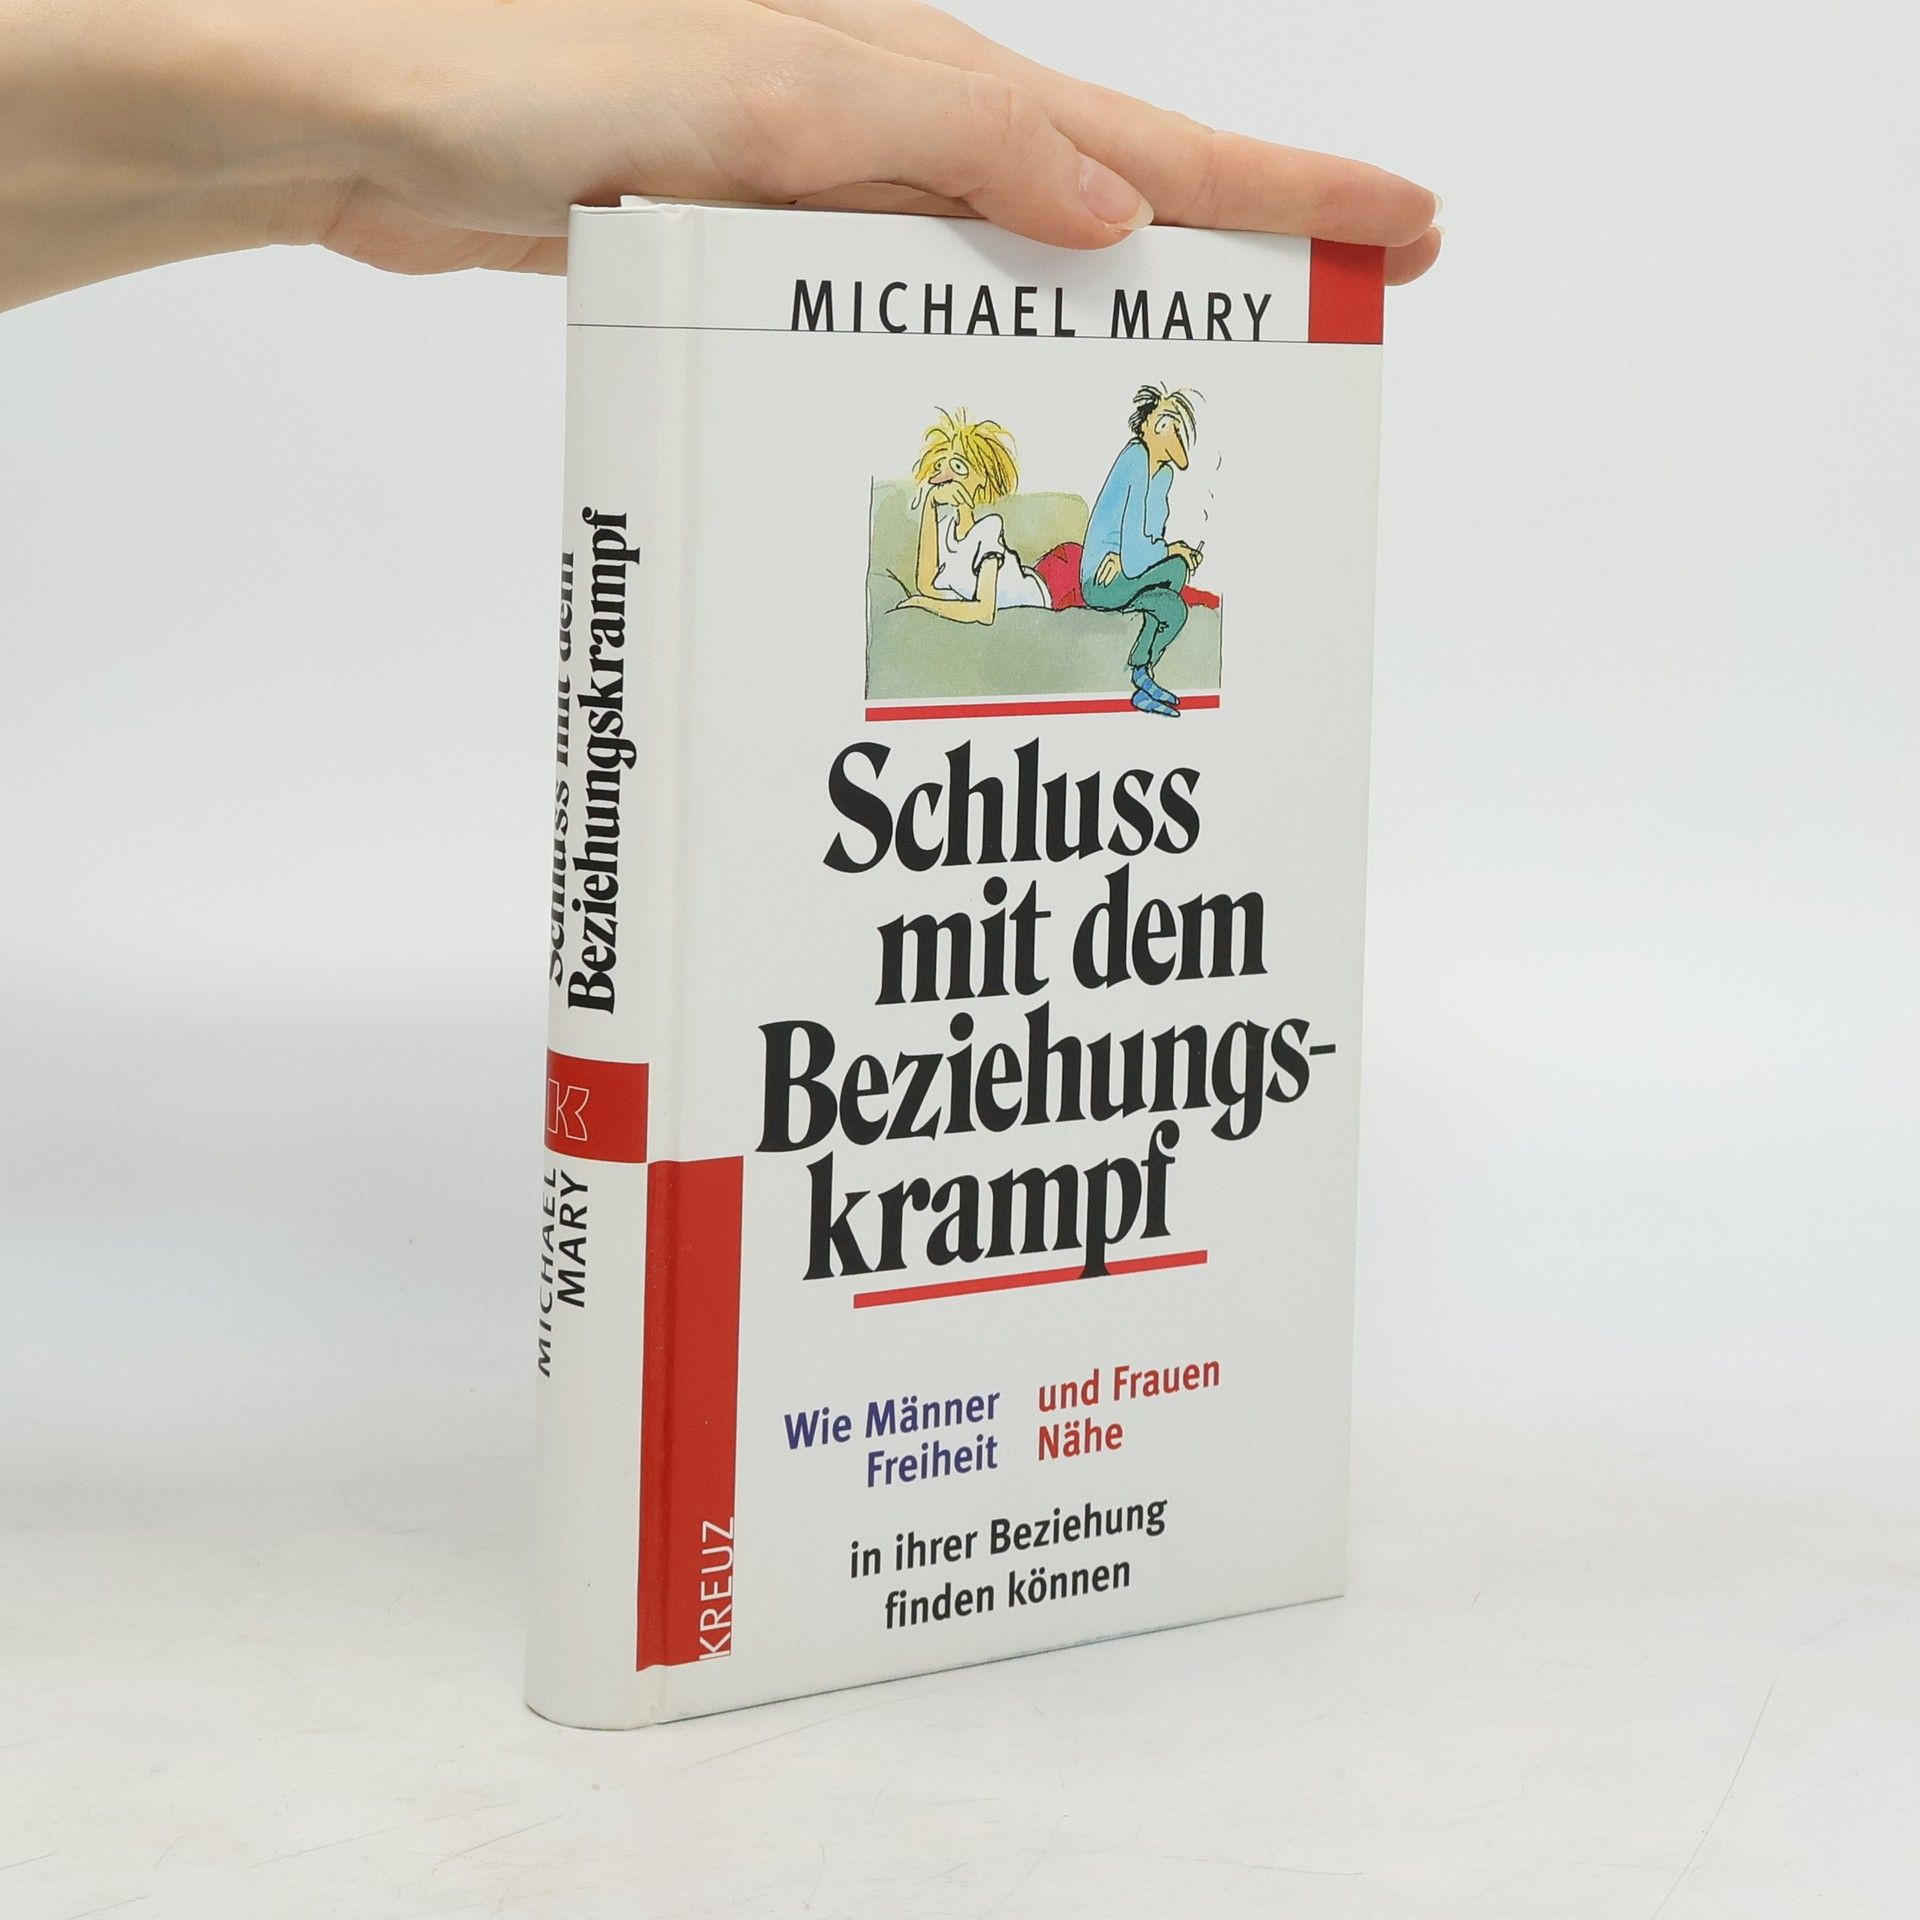 MICHAEL MARY
Schluss
mit dem
Beziehungs-
krampf
Wie Männer und Frauen
Freiheit Nähe
in ihrer Beziehung
finden können
KREUZ
Schluss mit dem
Beziehungskrampf
K
MICHAEL
MARY